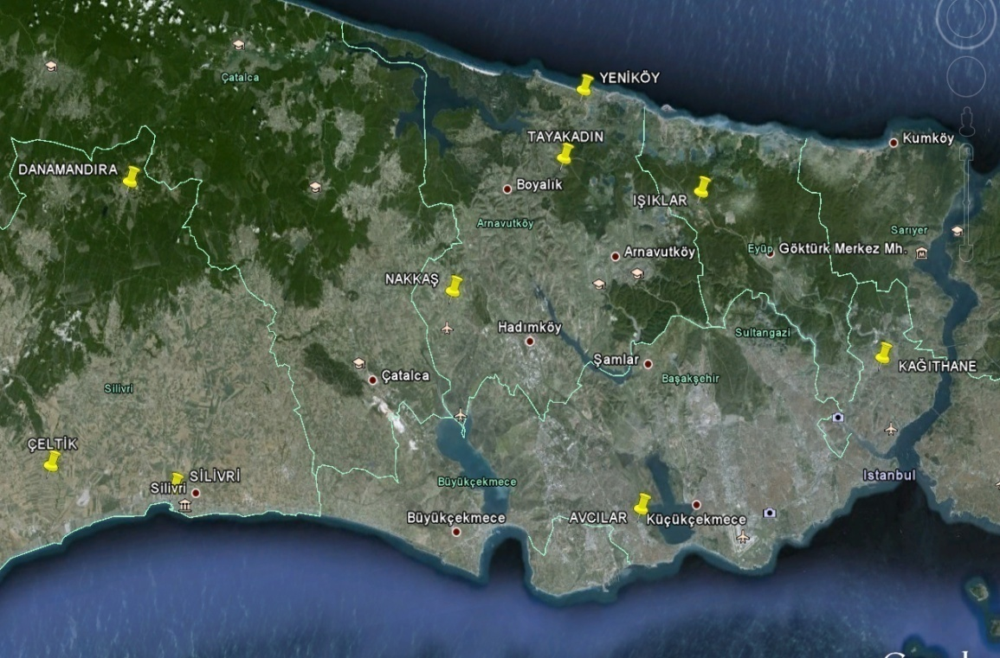 Çatalca
YENİKÖY
TAYAKADIN
Kumköy
DANAMANDIRA
Boyalık
IŞIKLAR
Arnavutköy
Sarıyer
Arnavutköy
Eyüp
Göktürk Merkez Mh.
NAKKAŞ
Hadımköy
Sultangazi
Şamlar
KAĞITHANE
Çatalca
Başakşehir
Silivri
ÇELTİK
SİLİVRİ
Silivri
Büyükçekmece
Istanbul
Büyükçekmece
AVCILAR
Küçükçekmece